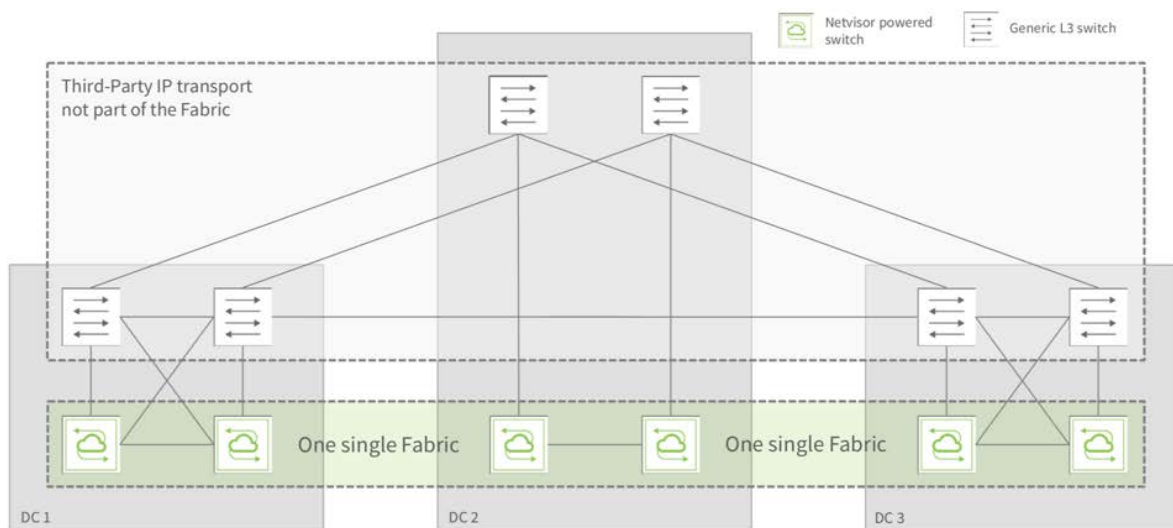 Netvisor powered
switch
Generic L3 switch
Third-Party IP transport
not part of the Fabric
One single Fabric
One single Fabric
DC 1
DC 2
DC 3